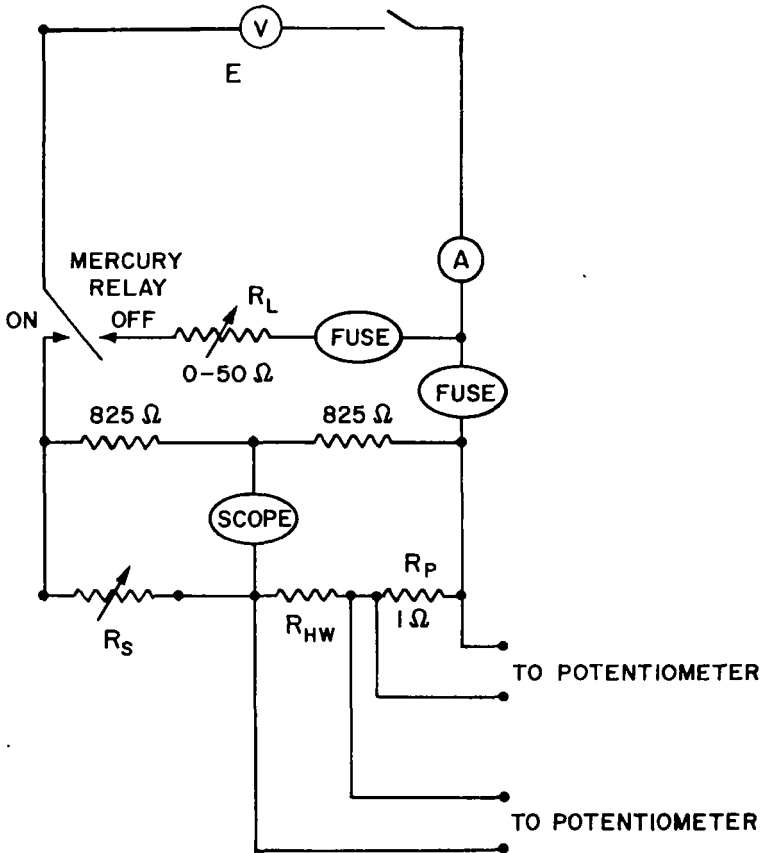 V
E
A
MERCURY
RELAY
R_L
ON
OFF
FUSE
0-50 Ω
FUSE
825 Ω
825 Ω
SCOPE
R_S
R_HW
R_P
1 Ω
TO POTENTIOMETER
TO POTENTIOMETER